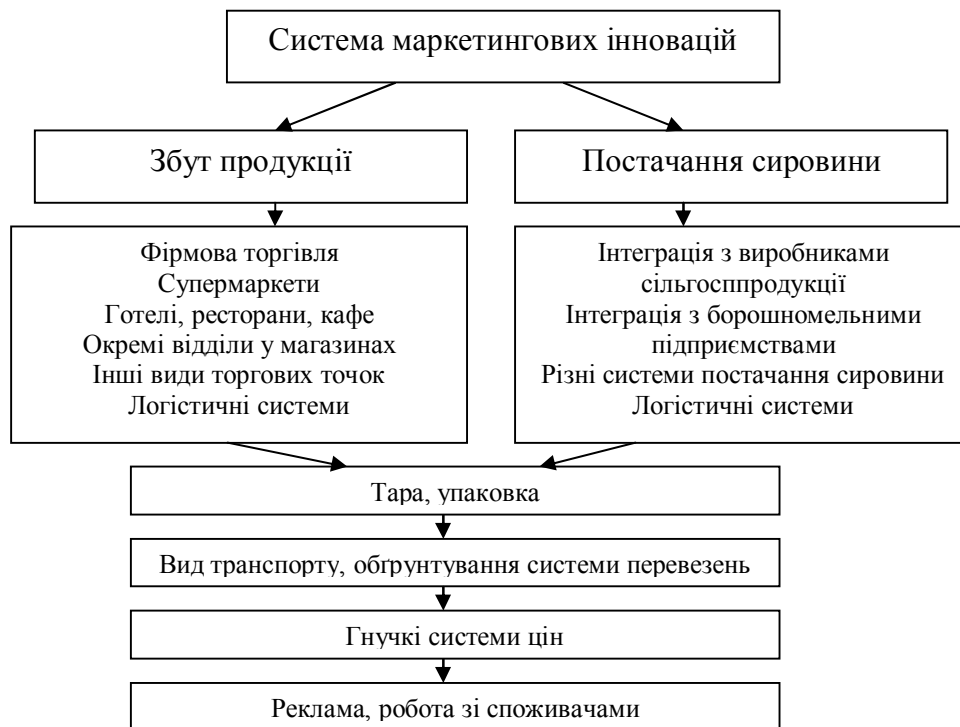 Система маркетингових інновацій
Збут продукції
Постачання сировини
Фірмова торгівля
Супермаркети
Готелі, ресторани, кафе
Окремі відділи у магазинах
Інші види торгових точок
Логістичні системи
Інтеграція з виробниками
сільгосппродукції
Інтеграція з борошномельними
підприємствами
Різні системи постачання сировини
Логістичні системи
Тара, упаковка
Вид транспорту, обґрунтування системи перевезень
Гнучкі системи цін
Реклама, робота зі споживачами